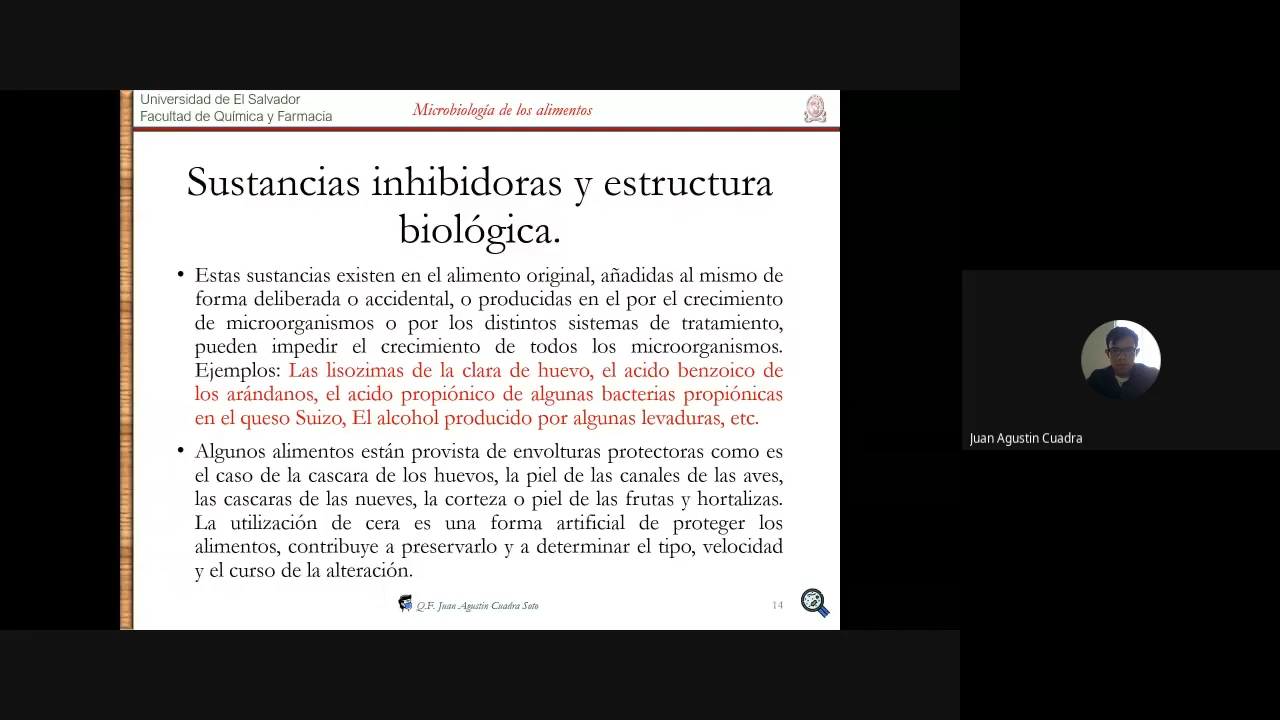 Universidad de El Salvador
Facultad de Química y Farmacia
Microbiología de los alimentos
Sustancias inhibidoras y estructura
biológica.
• Estas sustancias existen en el alimento original, añadidas al mismo de
forma deliberada o accidental, o producidas en el por el crecimiento
de microorganismos o por los distintos sistemas de tratamiento,
pueden impedir el crecimiento de todos los microorganismos.
Ejemplos: Las lisozimas de la clara de huevo, el acido benzoico de
los arándanos, el acido propiónico de algunas bacterias propiónicas
en el queso Suizo, El alcohol producido por algunas levaduras, etc.
• Algunos alimentos están provista de envolturas protectoras como es
el caso de la cascara de los huevos, la piel de las canales de las aves,
las cascaras de las nueves, la corteza o piel de las frutas y hortalizas.
La utilización de cera es una forma artificial de proteger los
alimentos, contribuye a preservarlo y a determinar el tipo, velocidad
y el curso de la alteración.
Q.F. Juan Agustín Cuadra Soto
14
Juan Agustin Cuadra